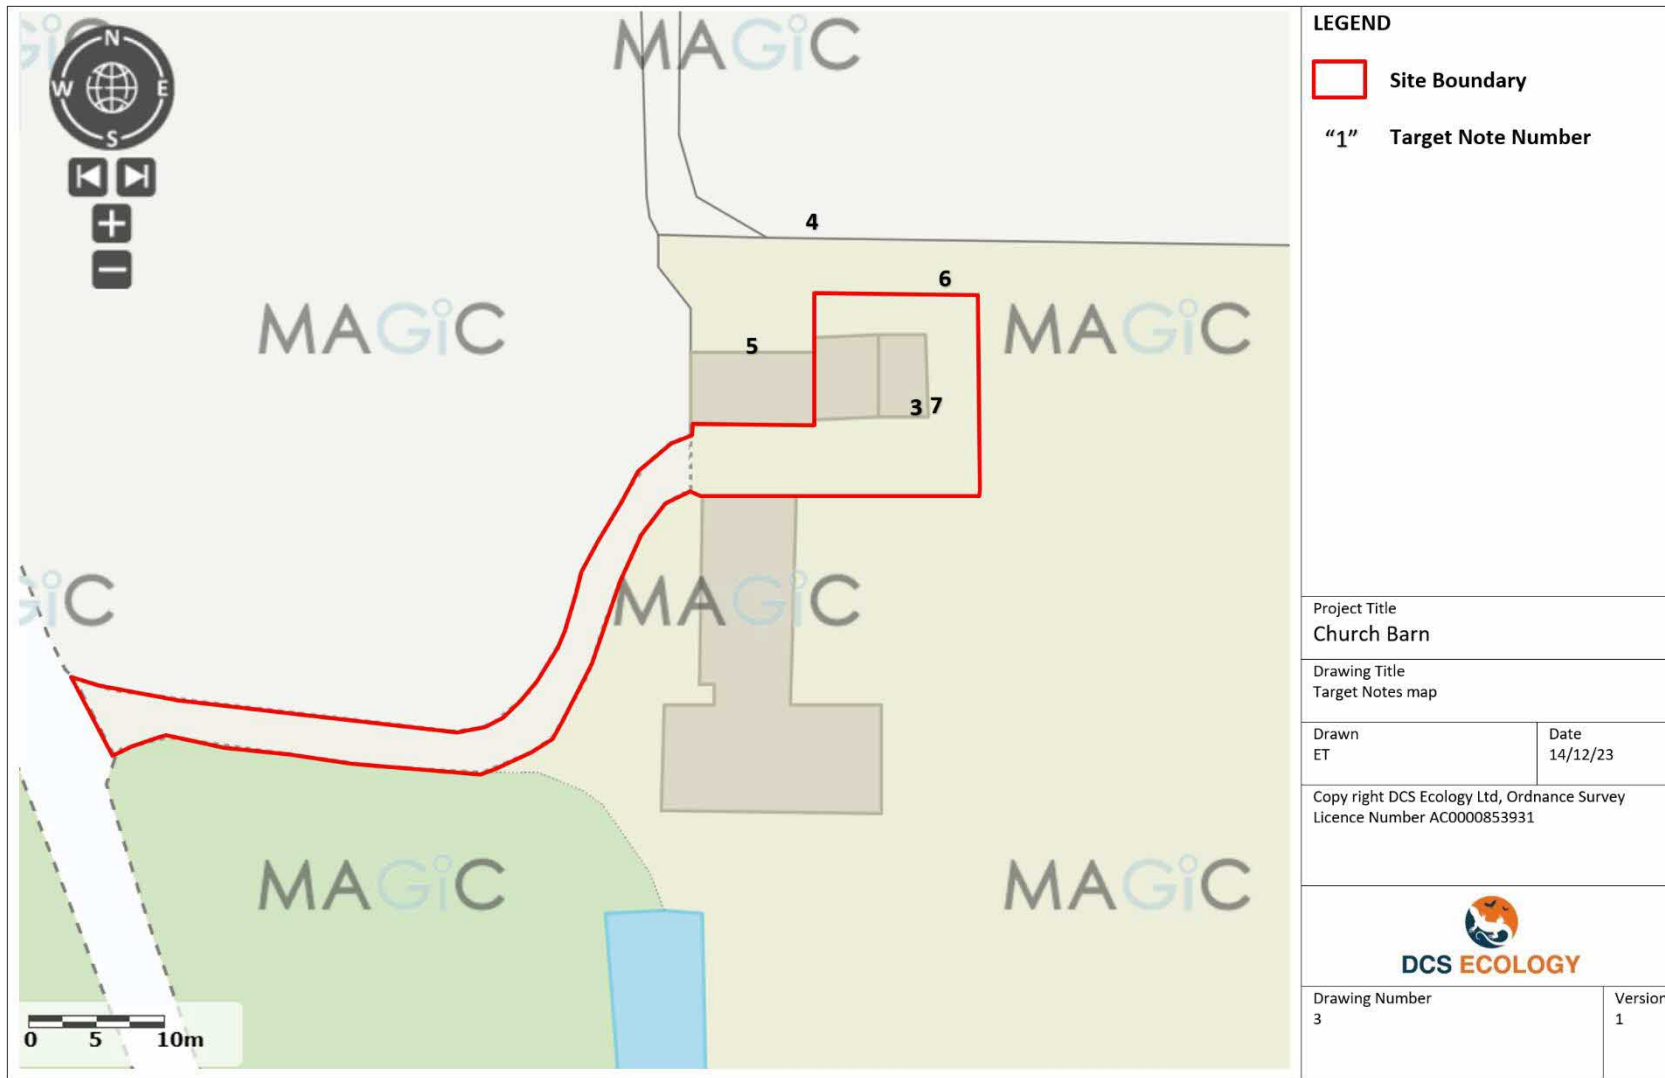 GiC
MAGiC
N
W
E
S
4
6
MAGiC
MAGiC
5
3 7
GiC
MAGiC
MAGiC
MAGiC
0 5 10m
LEGEND
Site Boundary
“1” Target Note Number
Project Title
Church Barn
Drawing Title
Target Notes map
Drawn
ET
Date
14/12/23
Copy right DCS Ecology Ltd, Ordnance Survey
Licence Number AC0000853931
DCS ECOLOGY
Drawing Number
3
Version
1